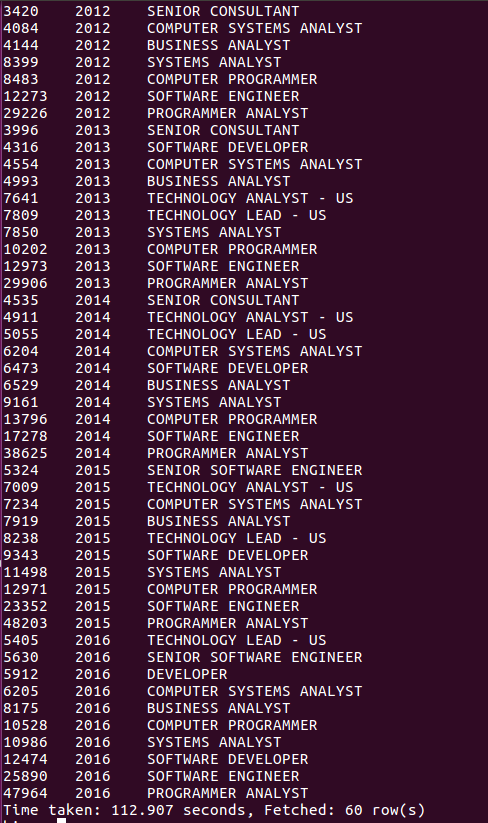 3420 2012 SENIOR CONSULTANT
4084 2012 COMPUTER SYSTEMS ANALYST
4144 2012 BUSINESS ANALYST
8399 2012 SYSTEMS ANALYST
8483 2012 COMPUTER PROGRAMMER
12273 2012 SOFTWARE ENGINEER
29226 2012 PROGRAMMER ANALYST
3996 2013 SENIOR CONSULTANT
4316 2013 SOFTWARE DEVELOPER
4554 2013 COMPUTER SYSTEMS ANALYST
4993 2013 BUSINESS ANALYST
7641 2013 TECHNOLOGY ANALYST - US
7809 2013 TECHNOLOGY LEAD - US
7850 2013 SYSTEMS ANALYST
10202 2013 COMPUTER PROGRAMMER
12973 2013 SOFTWARE ENGINEER
29906 2013 PROGRAMMER ANALYST
4535 2014 SENIOR CONSULTANT
4911 2014 TECHNOLOGY ANALYST - US
5055 2014 TECHNOLOGY LEAD - US
6204 2014 COMPUTER SYSTEMS ANALYST
6473 2014 SOFTWARE DEVELOPER
6529 2014 BUSINESS ANALYST
9161 2014 SYSTEMS ANALYST
13796 2014 COMPUTER PROGRAMMER
17278 2014 SOFTWARE ENGINEER
38625 2014 PROGRAMMER ANALYST
5324 2015 SENIOR SOFTWARE ENGINEER
7009 2015 TECHNOLOGY ANALYST - US
7234 2015 COMPUTER SYSTEMS ANALYST
7919 2015 BUSINESS ANALYST
8238 2015 TECHNOLOGY LEAD - US
9343 2015 SOFTWARE DEVELOPER
11498 2015 SYSTEMS ANALYST
12971 2015 COMPUTER PROGRAMMER
23352 2015 SOFTWARE ENGINEER
48203 2015 PROGRAMMER ANALYST
5405 2016 TECHNOLOGY LEAD - US
5630 2016 SENIOR SOFTWARE ENGINEER
5912 2016 DEVELOPER
6205 2016 COMPUTER SYSTEMS ANALYST
8175 2016 BUSINESS ANALYST
10528 2016 COMPUTER PROGRAMMER
10986 2016 SYSTEMS ANALYST
12474 2016 SOFTWARE DEVELOPER
25890 2016 SOFTWARE ENGINEER
47964 2016 PROGRAMMER ANALYST
Time taken: 112.907 seconds, Fetched: 60 row(s)